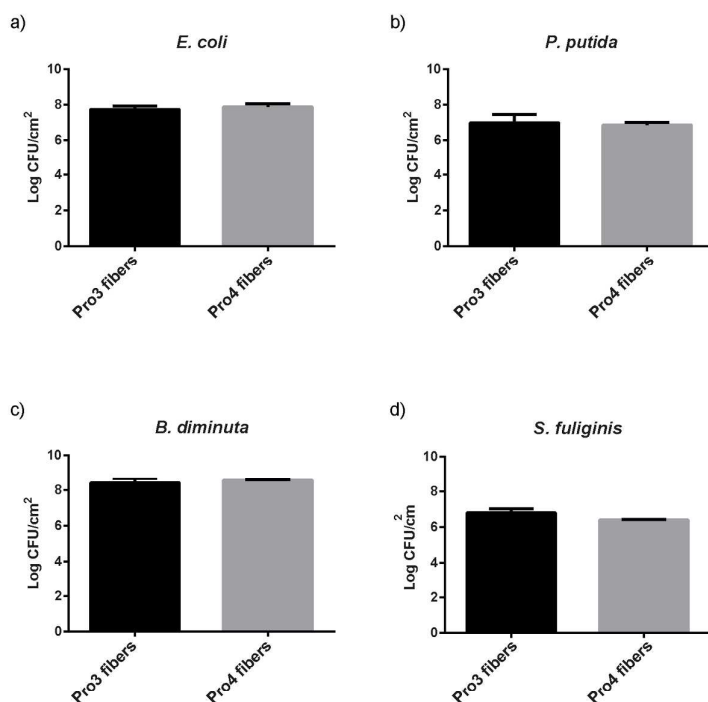 a)
E. coli
Log CFU/cm²
10
8
6
4
2
0
Pro3 fibers
Pro4 fibers
b)
P. putida
Log CFU/cm²
10
8
6
4
2
0
Pro3 fibers
Pro4 fibers
c)
B. diminuta
Log CFU/cm²
10
8
6
4
2
0
Pro3 fibers
Pro4 fibers
d)
S. fuliginis
Log CFU/cm²
10
8
6
4
2
0
Pro3 fibers
Pro4 fibers